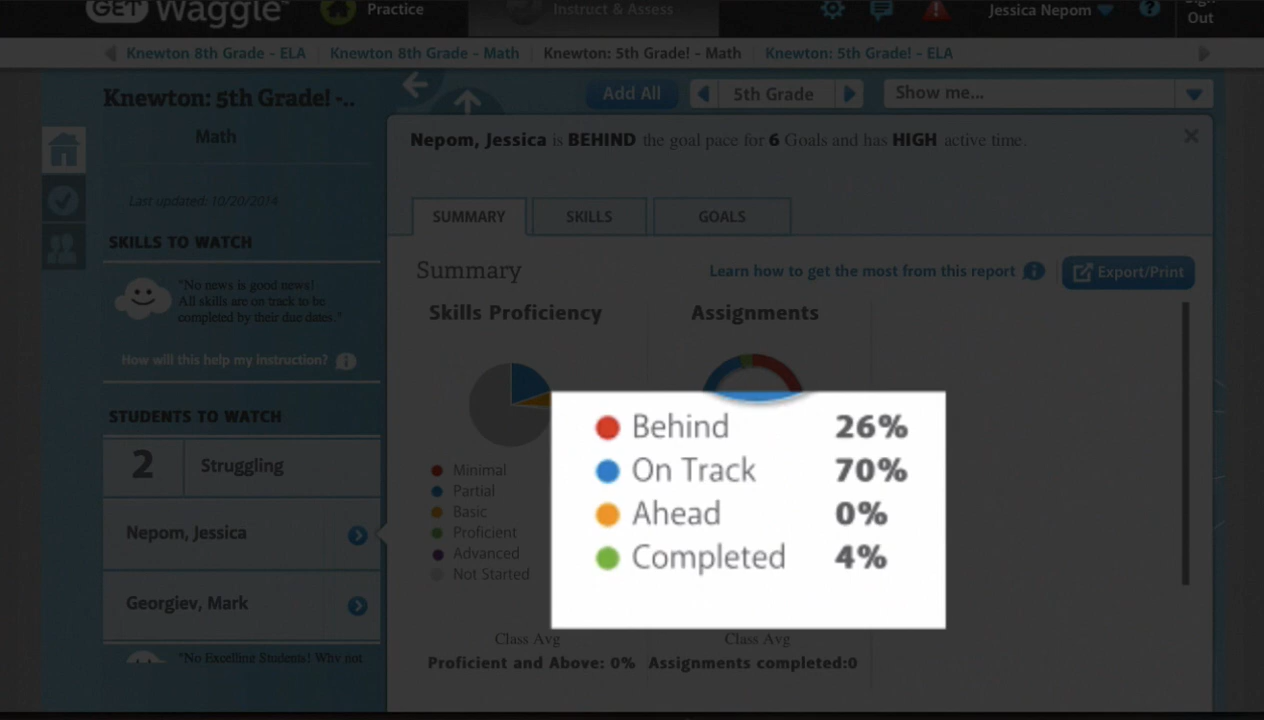 GET Waggle
Practice
Instruct & Assess
Jessica Nepom
Sign Out
Knewton 8th Grade - ELA
Knewton 8th Grade - Math
Knewton: 5th Grade! - Math
Knewton: 5th Grade! - ELA
Knewton: 5th Grade! -..
Math
Last updated: 10/20/2014
SKILLS TO WATCH
"No news is good news!
All skills are on track to be
completed by their due dates."
How will this help my instruction? i
STUDENTS TO WATCH
2 Struggling
Nepom, Jessica
Georgiev, Mark
"No Excelling Students! Why not
Add All
5th Grade
Show me...
Nepom, Jessica is BEHIND the goal pace for 6 Goals and has HIGH active time.
SUMMARY
SKILLS
GOALS
Summary
Learn how to get the most from this report i
Export/Print
Skills Proficiency
Minimal
Partial
Basic
Proficient
Advanced
Not Started
Class Avg
Proficient and Above: 0%
Assignments
Behind 26%
On Track 70%
Ahead 0%
Completed 4%
Class Avg
Assignments completed:0